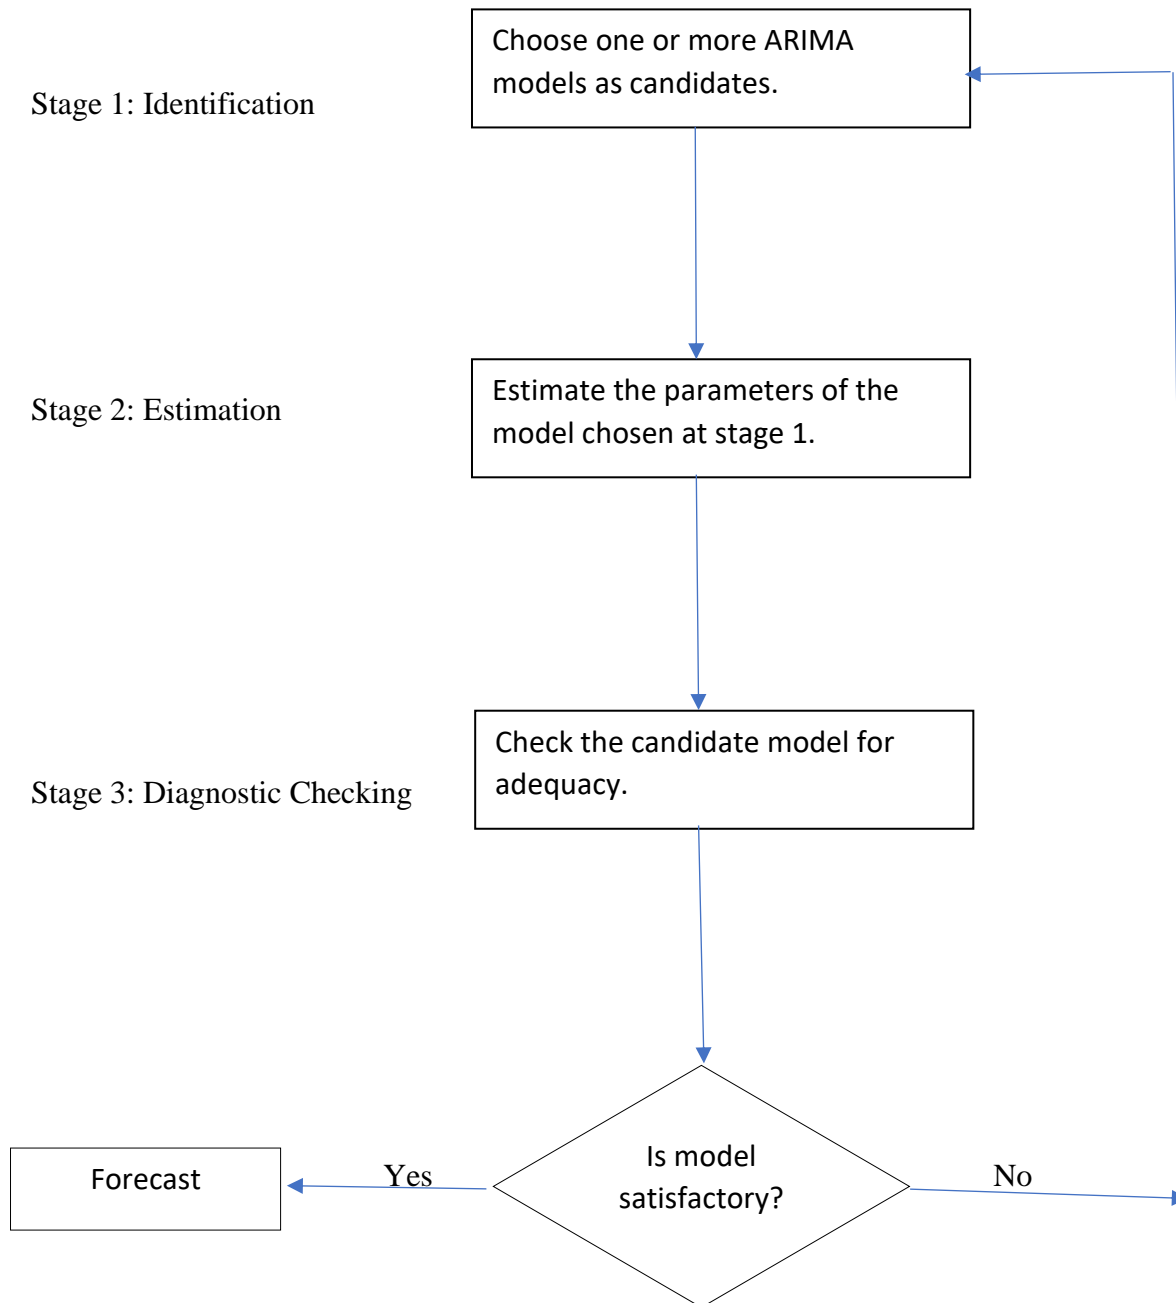 Choose one or more ARIMA
models as candidates.
Stage 1: Identification
Estimate the parameters of the
model chosen at stage 1.
Stage 2: Estimation
Check the candidate model for
adequacy.
Stage 3: Diagnostic Checking
Is model
satisfactory?
Forecast
Yes
No